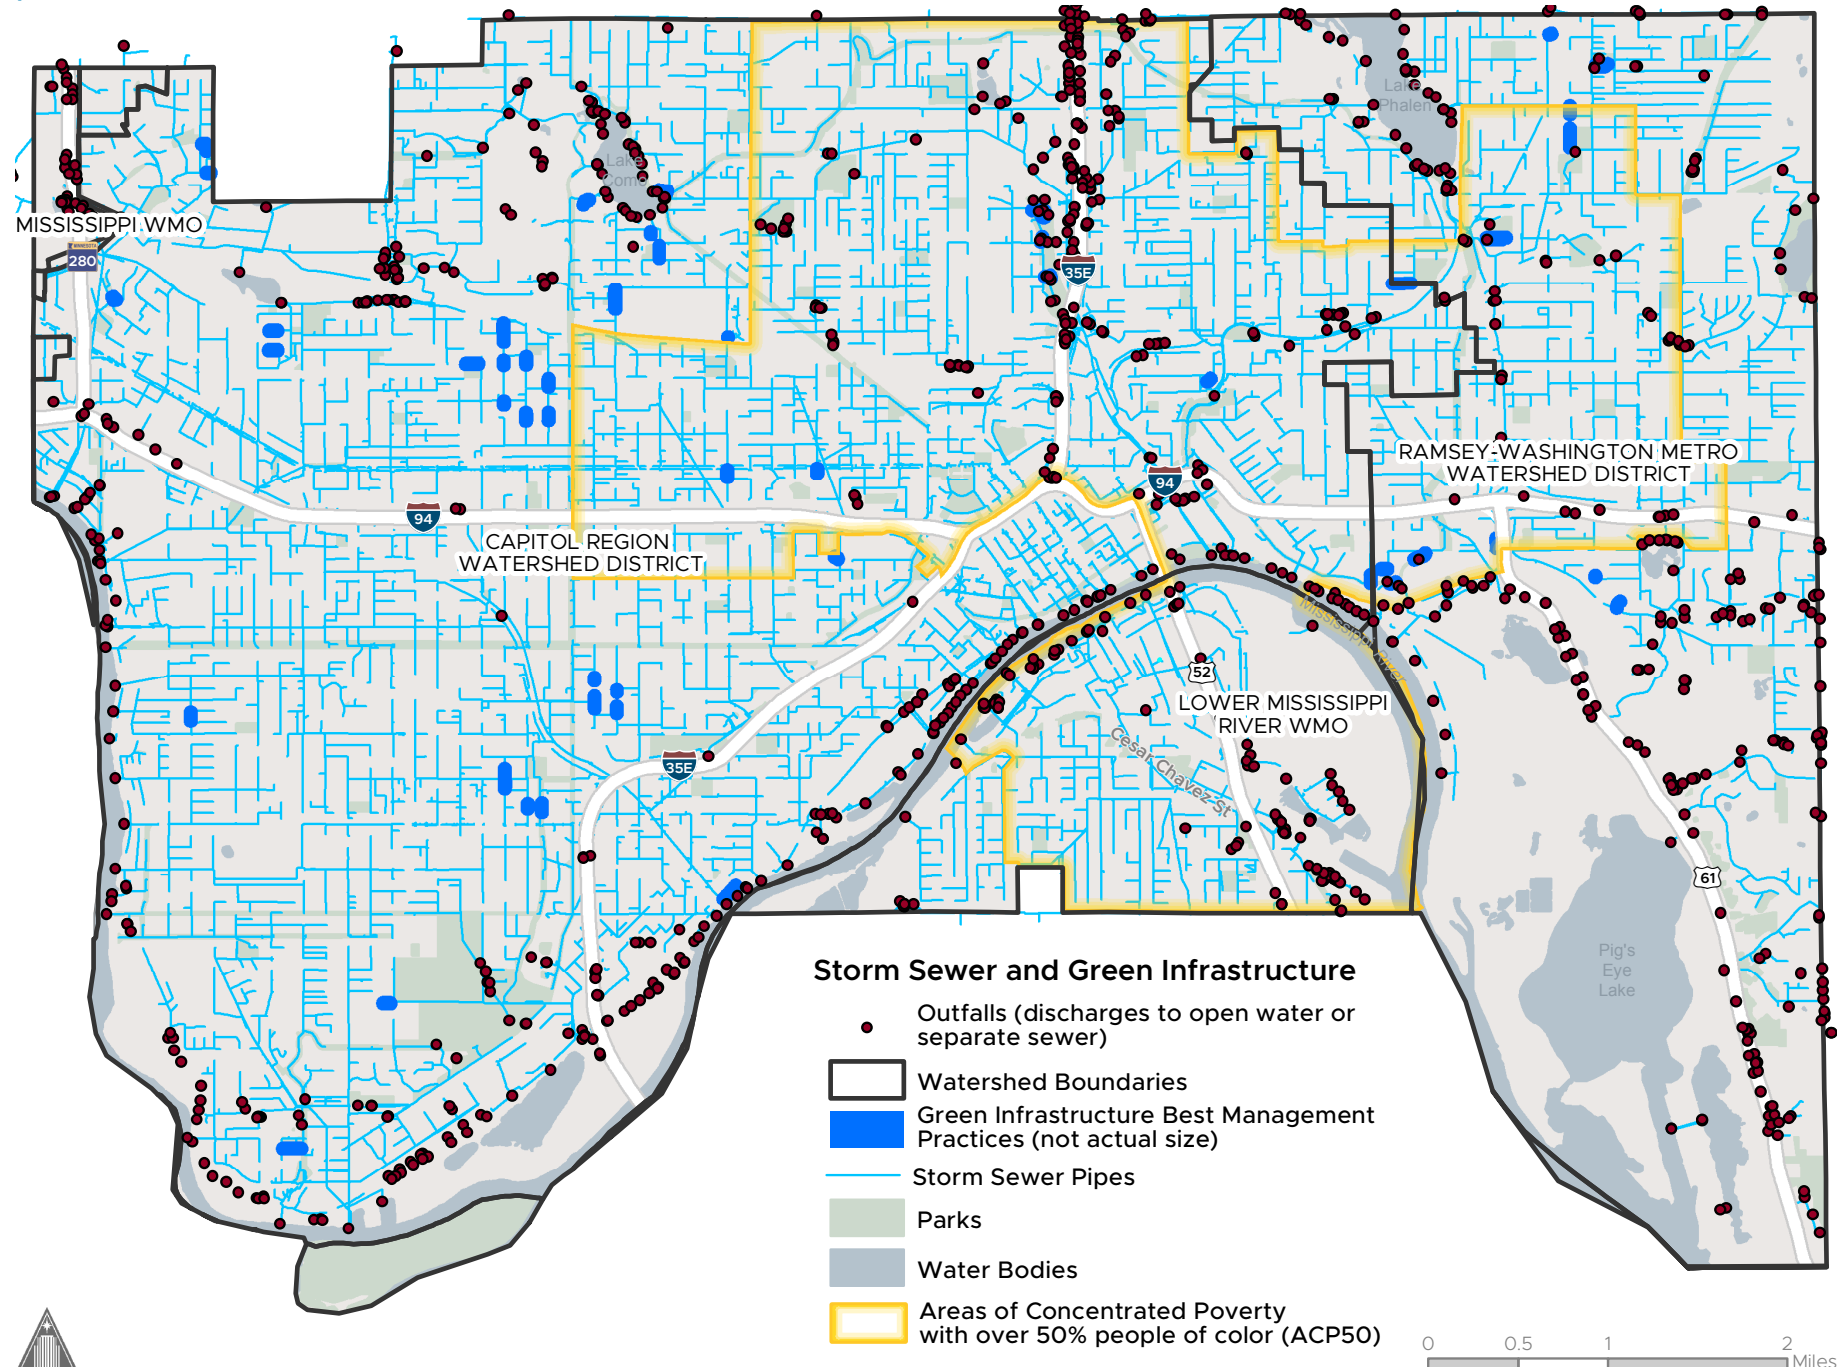 Lake
Phalen
Lake
Como
MISSISSIPPI WMO
MINNESOTA
280
35E
RAMSEY-WASHINGTON METRO
WATERSHED DISTRICT
94
94
CAPITOL REGION
WATERSHED DISTRICT
Mississippi River
52
LOWER MISSISSIPPI
RIVER WMO
Cesar Chavez St
35E
61
Pig's
Eye
Lake
Storm Sewer and Green Infrastructure
Outfalls (discharges to open water or
separate sewer)
Watershed Boundaries
Green Infrastructure Best Management
Practices (not actual size)
Storm Sewer Pipes
Parks
Water Bodies
Areas of Concentrated Poverty
with over 50% people of color (ACP50)
0 0.5 1 2
Miles